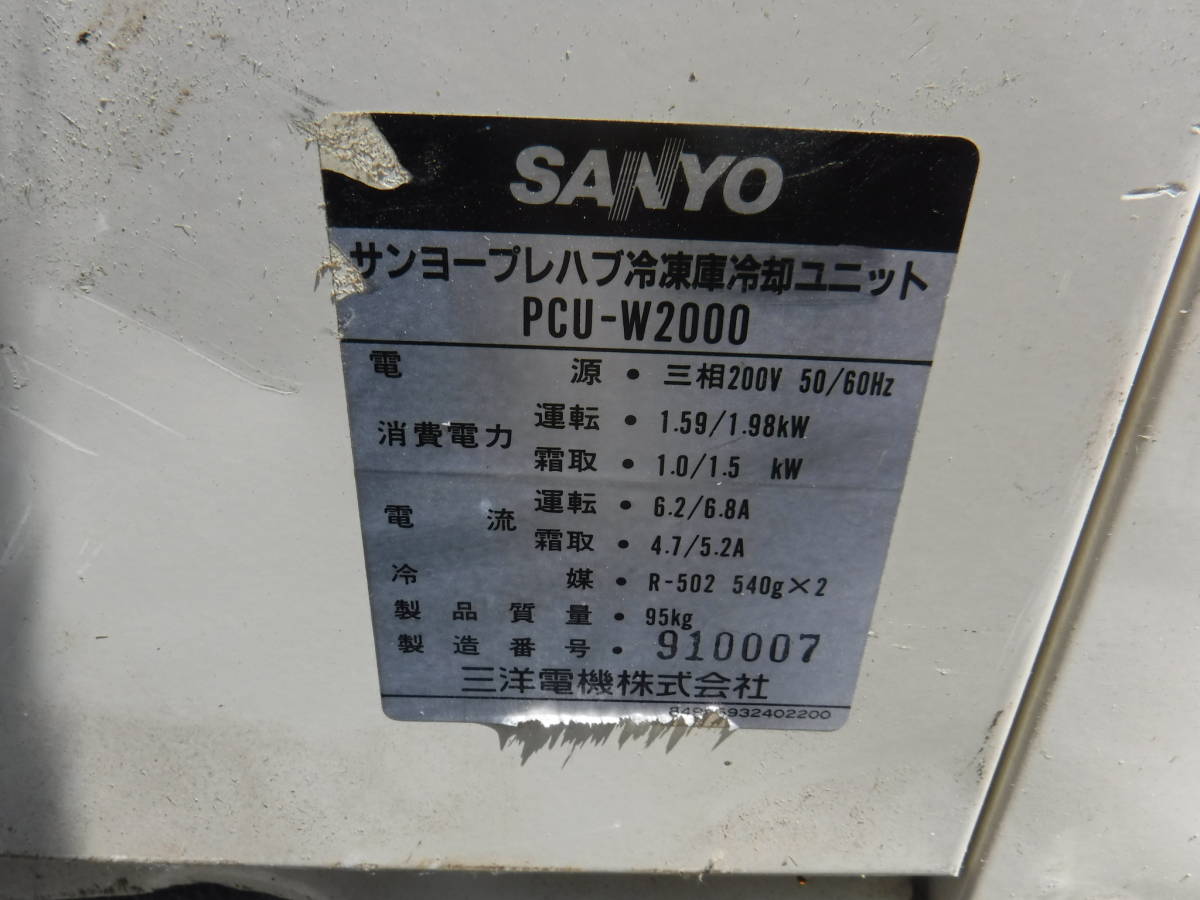 SANYO
サンヨープレハブ冷凍庫冷却ユニット
PCU-W2000
電源・三相200V 50/60Hz
消費電力 運転・1.59/1.98kW
霜取・1.0/1.5 kW
電流 運転・6.2/6.8A
霜取・4.7/5.2A
冷媒・R-502 540g×2
製品質量・95kg
製造番号・910007
三洋電機株式会社